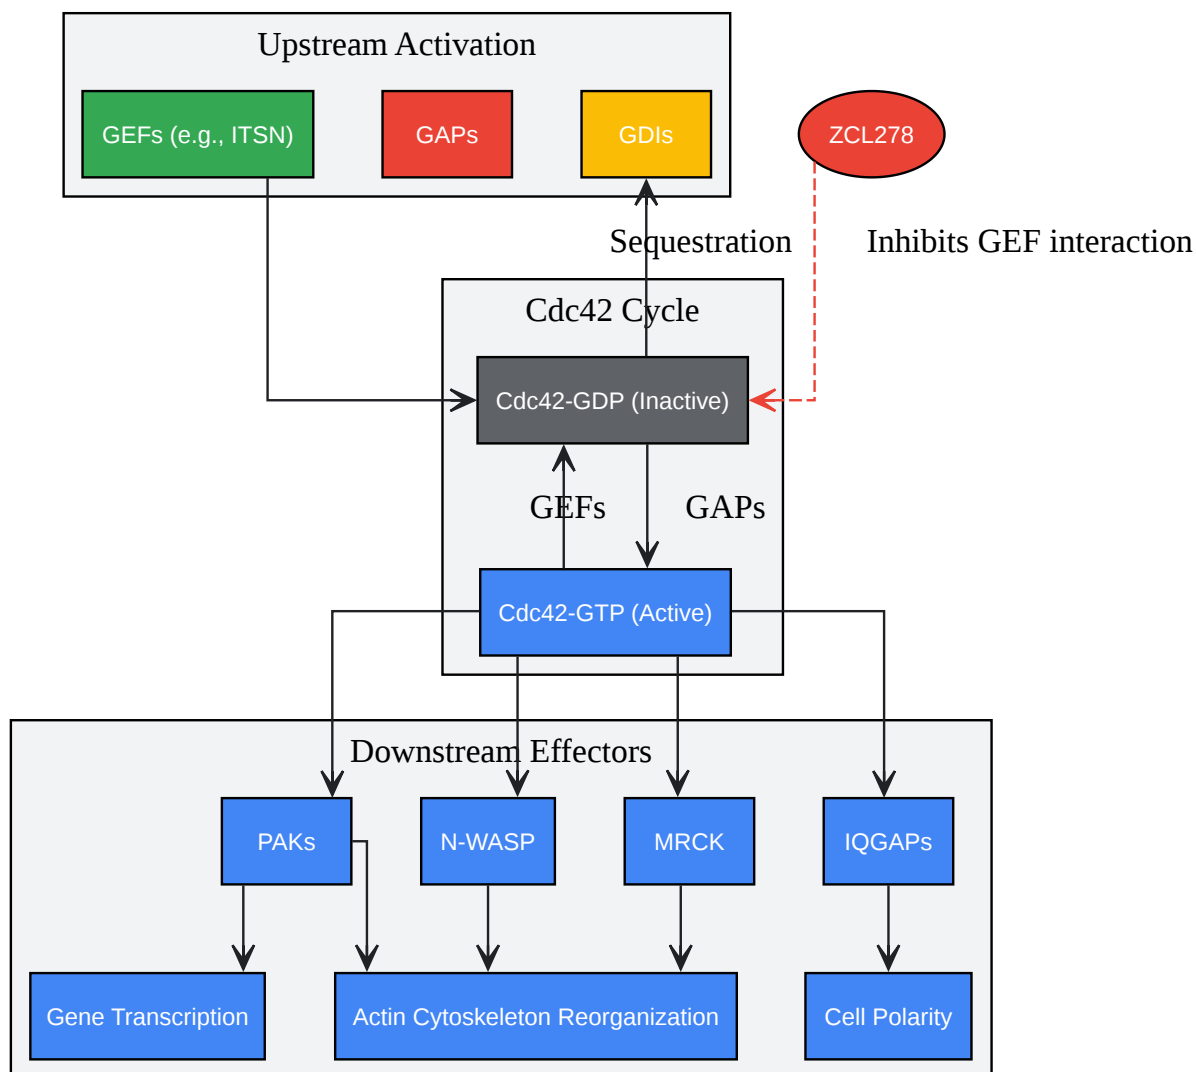 Upstream Activation
GEFs (e.g., ITSN)
GAPs
GDIs
ZCL278
Sequestration
Inhibits GEF interaction
Cdc42 Cycle
Cdc42-GDP (Inactive)
GEFs
GAPs
Cdc42-GTP (Active)
Downstream Effectors
PAKs
N-WASP
MRCK
IQGAPs
Gene Transcription
Actin Cytoskeleton Reorganization
Cell Polarity